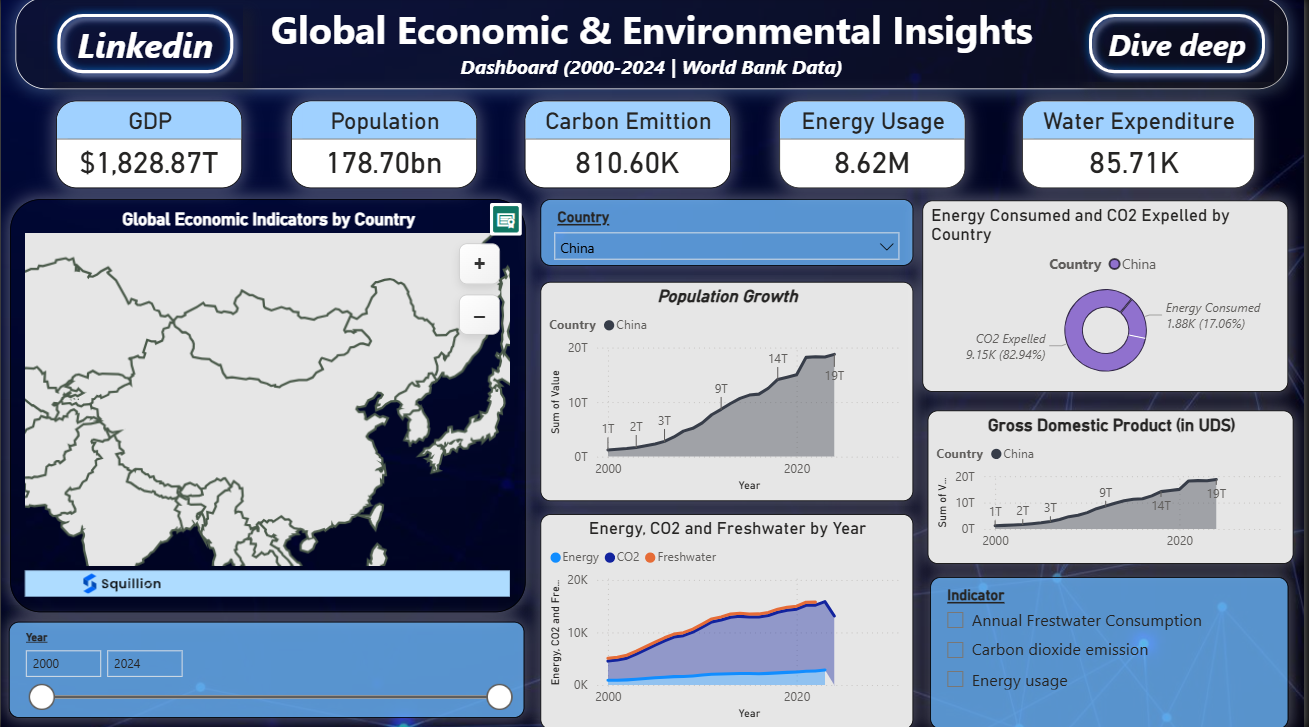 Linkedin
Global Economic & Environmental Insights
Dashboard (2000-2024 | World Bank Data)
Dive deep
GDP
$1,828.87T
Population
178.70bn
Carbon Emittion
810.60K
Energy Usage
8.62M
Water Expenditure
85.71K
Global Economic Indicators by Country
+
−
Squillion
Year
2000
2024
Country
China
Population Growth
Country China
Sum of Value
20T
10T
0T
1T
2T
3T
9T
14T
19T
2000
2020
Year
Energy, CO2 and Freshwater by Year
Energy CO2 Freshwater
Energy, CO2 and Fre...
20K
10K
0K
2000
2020
Year
Energy Consumed and CO2 Expelled by
Country
Country China
Energy Consumed
1.88K (17.06%)
CO2 Expelled
9.15K (82.94%)
Gross Domestic Product (in UDS)
Country China
Sum of V...
20T
10T
0T
1T
2T
3T
9T
14T
19T
2000
2020
Indicator
Annual Frestwater Consumption
Carbon dioxide emission
Energy usage